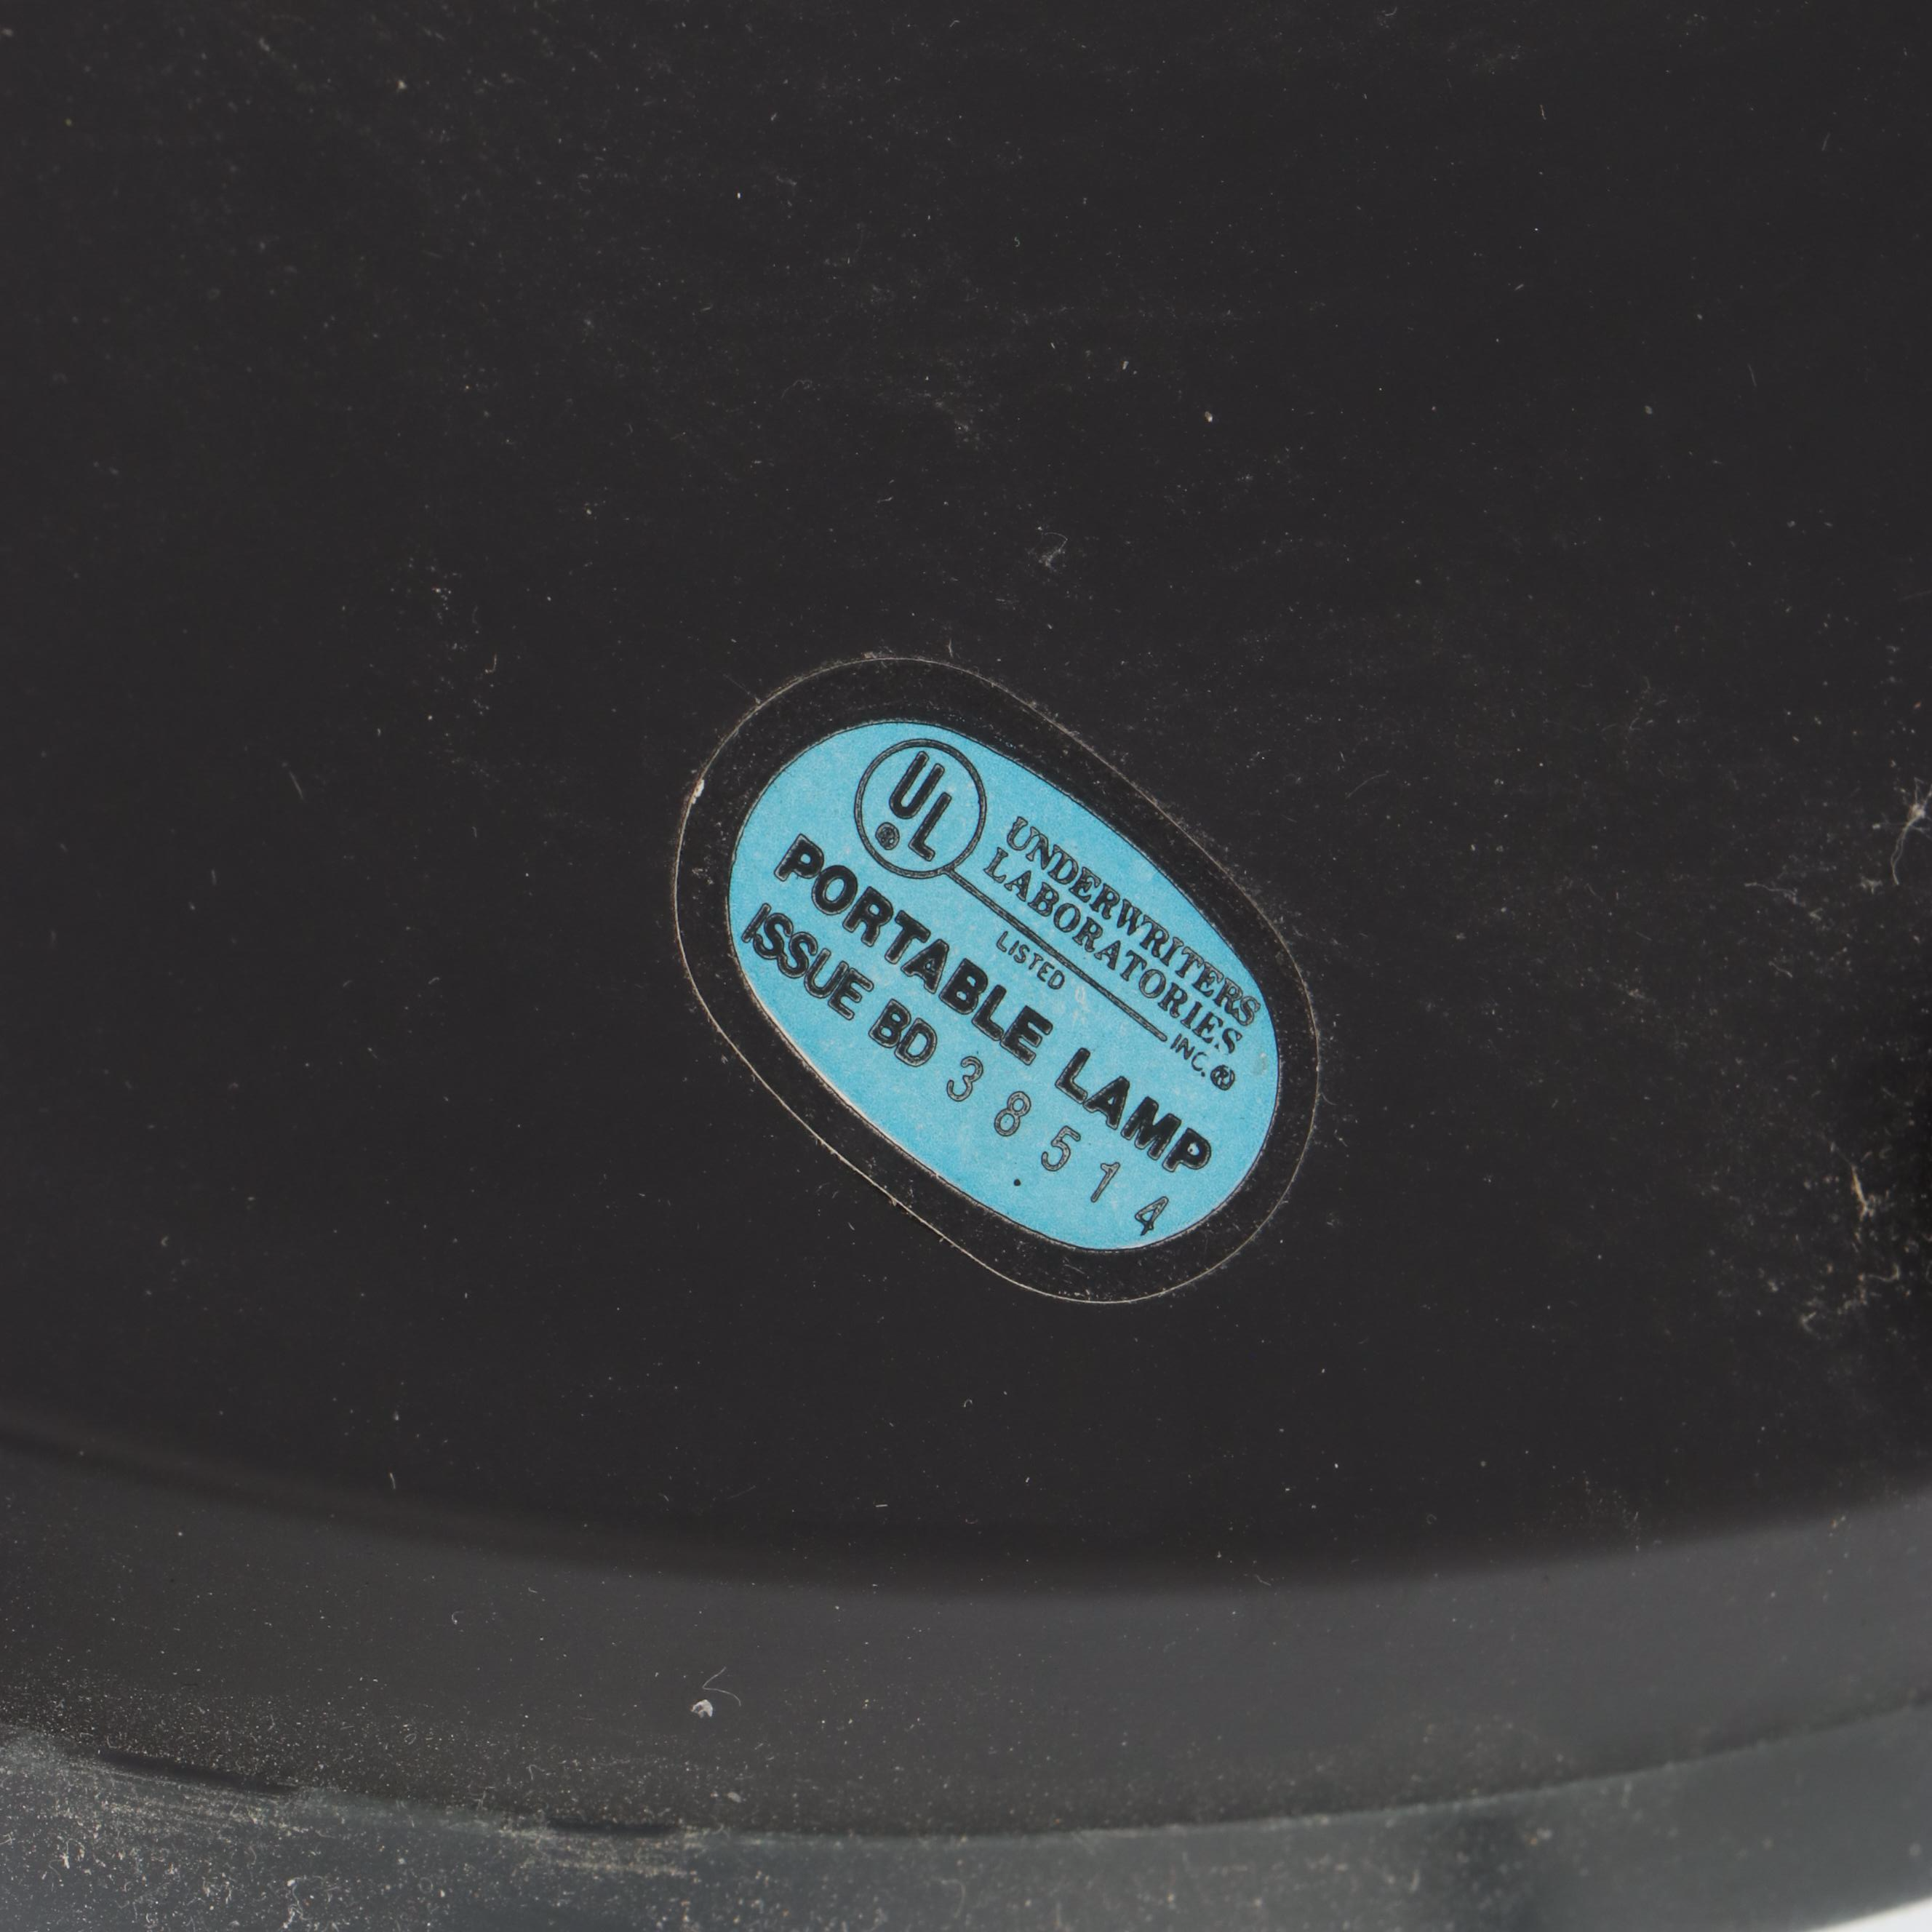 UL ®
UNDERWRITERS
LABORATORIES
INC.®
LISTED
PORTABLE LAMP
ISSUE BD 38514